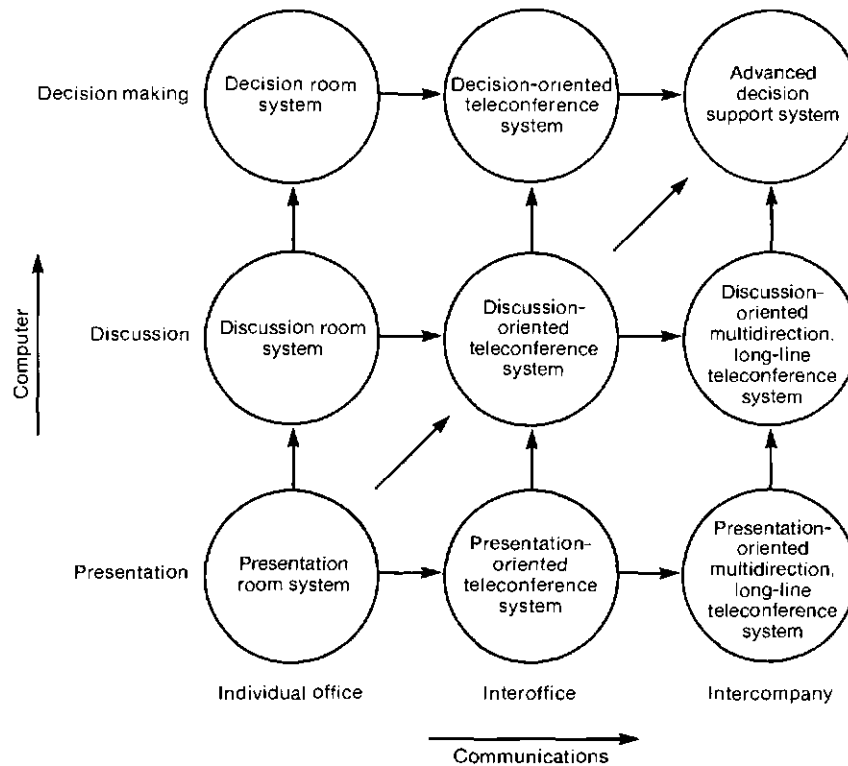 Decision making
Decision room
system
Decision-oriented
teleconference
system
Advanced
decision
support system
Computer
Discussion
Discussion room
system
Discussion-
oriented
teleconference
system
Discussion-
oriented
multidirection,
long-line
teleconference
system
Presentation
Presentation
room system
Presentation-
oriented
teleconference
system
Presentation-
oriented
multidirection,
long-line
teleconference
system
Individual office
Interoffice
Intercompany
Communications